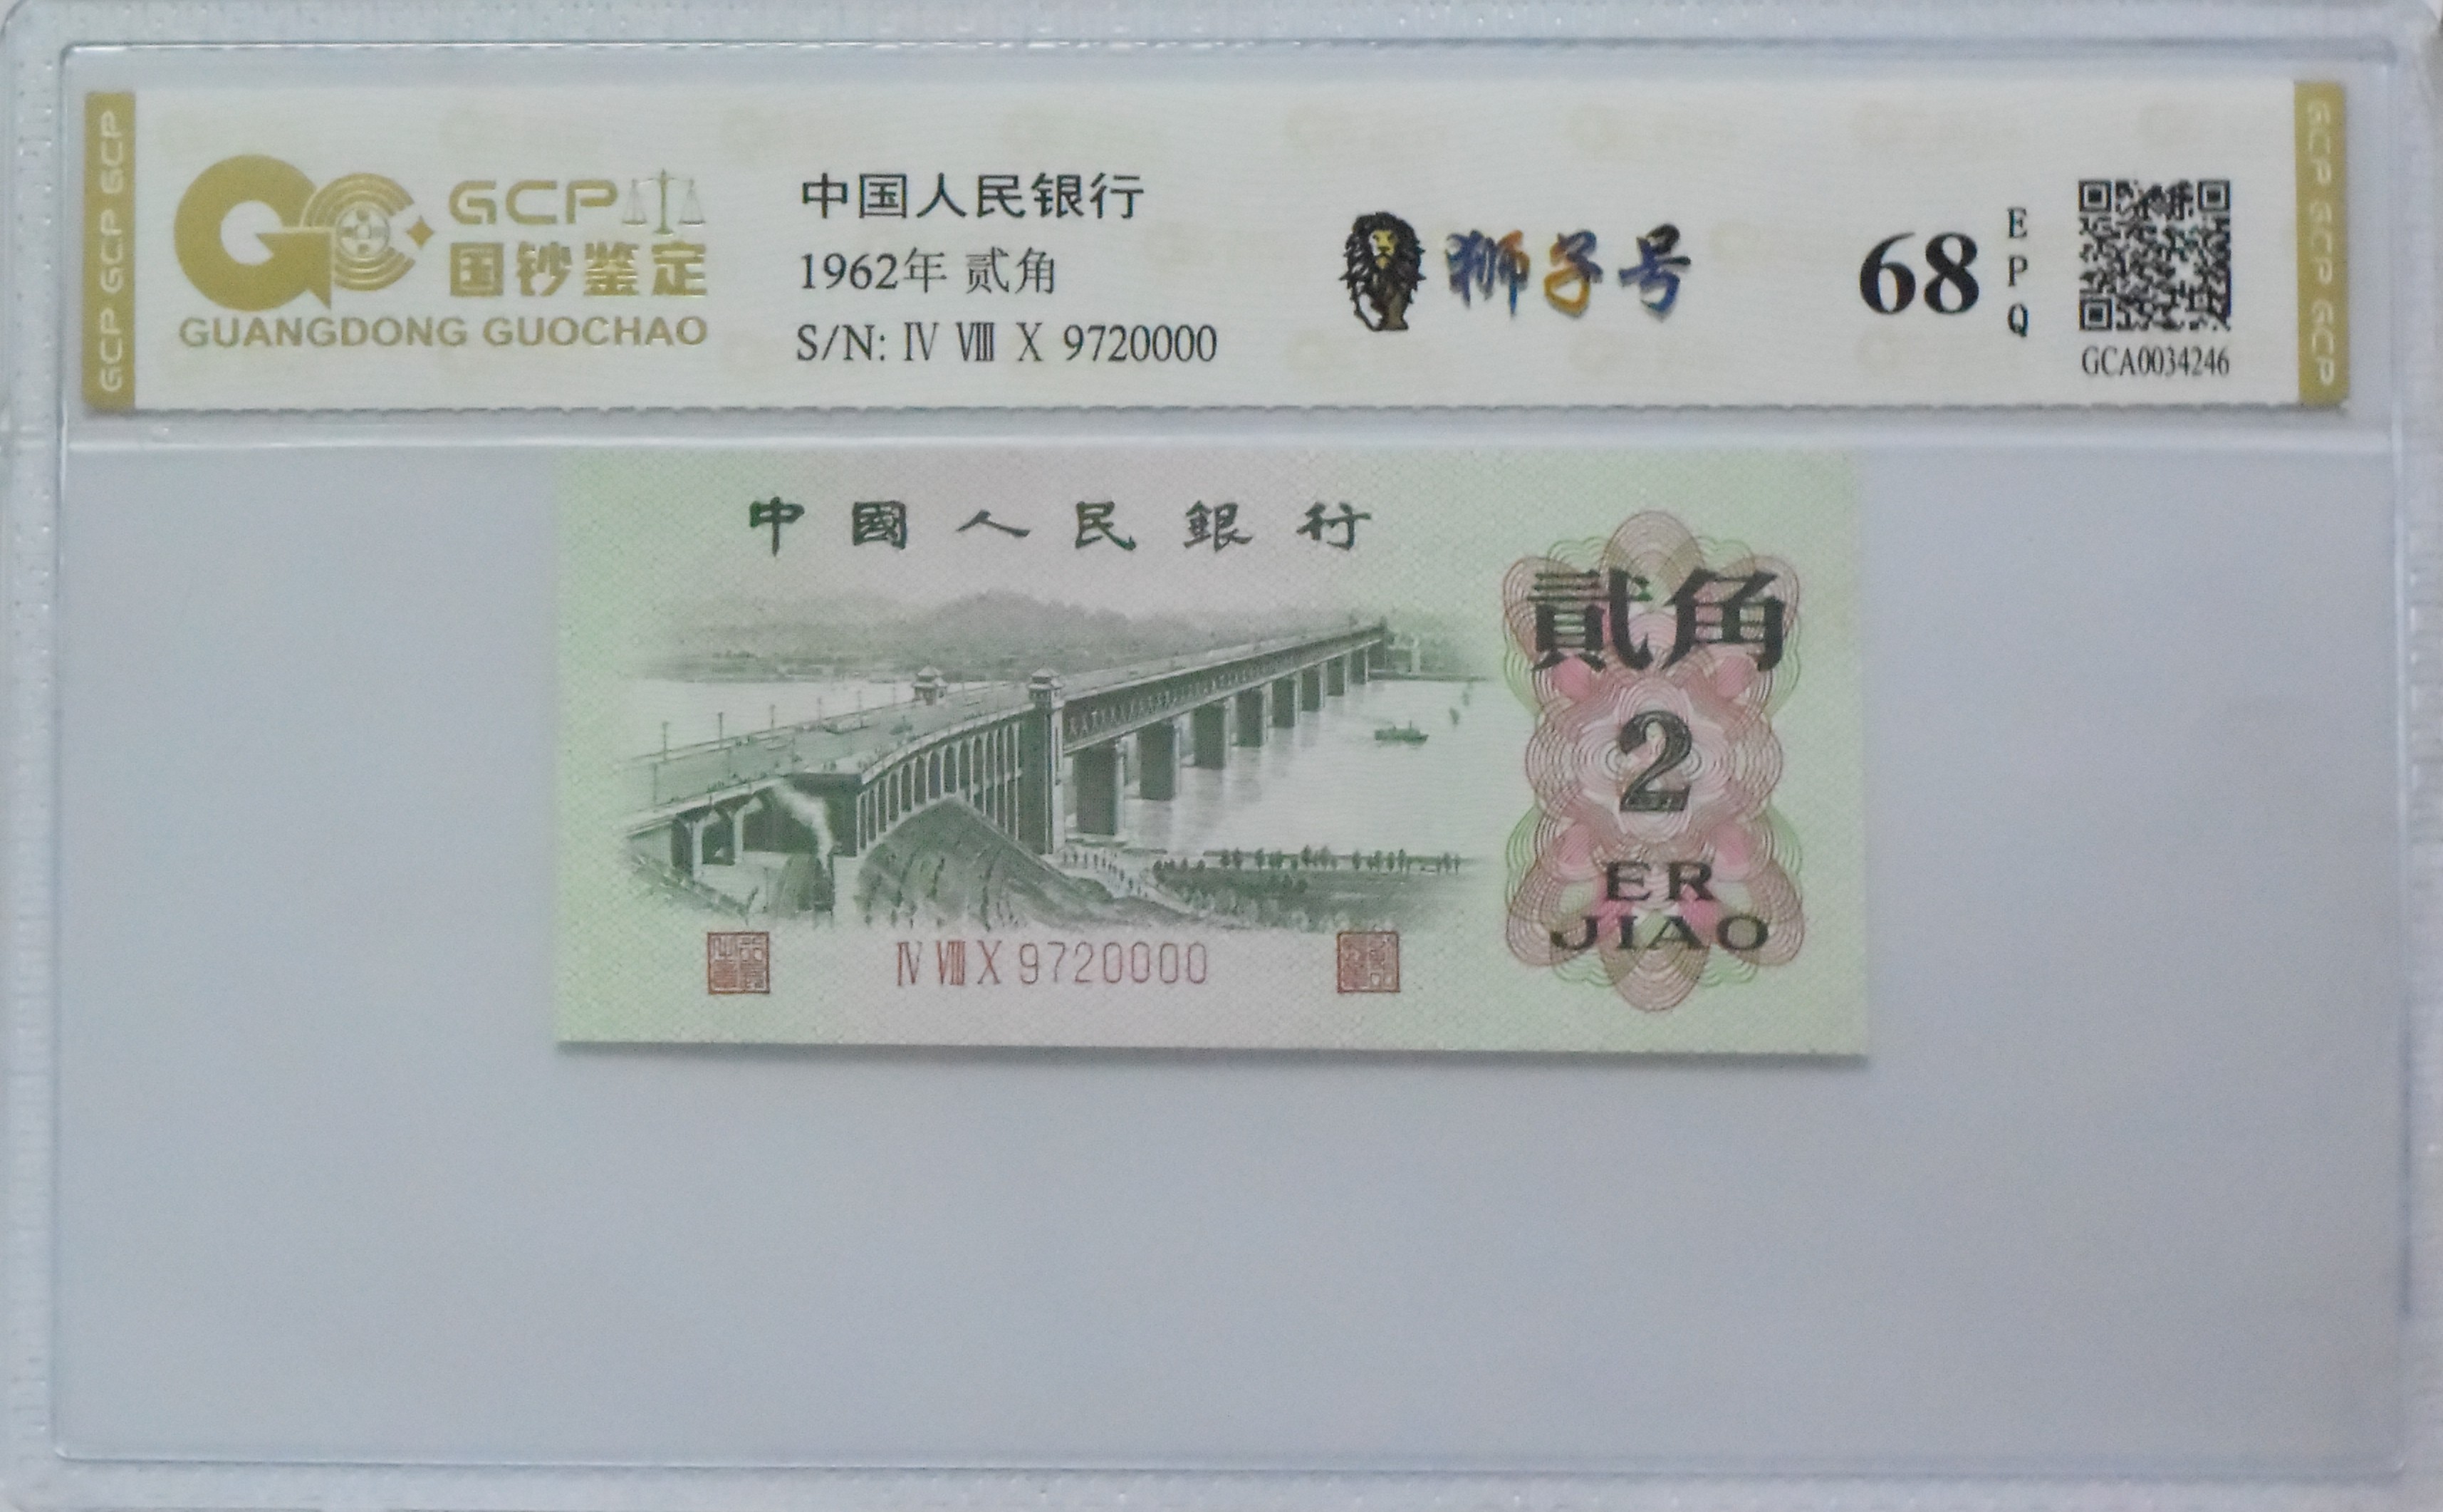 GCP GCP GCP
GCP
国钞鉴定
GUANGDONG GUOCHAO
中国人民银行
1962年 贰角
S/N: Ⅳ Ⅷ Ⅹ 9720000
狮子号
68
E
P
Q
GCA0034246
GCP GCP GCP
中國人民銀行
貳角
2
ER
JIAO
Ⅳ Ⅷ Ⅹ 9720000